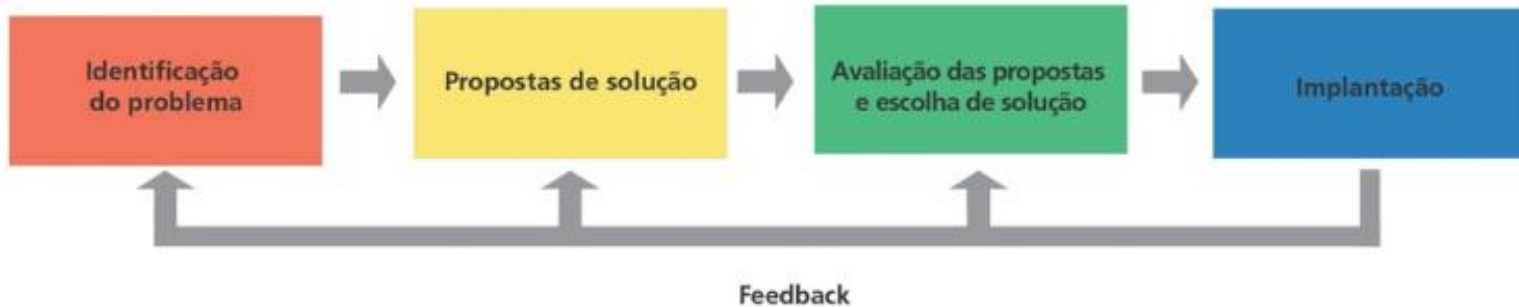 Identificação
do problema
Propostas de solução
Avaliação das propostas
e escolha de solução
Implantação
Feedback